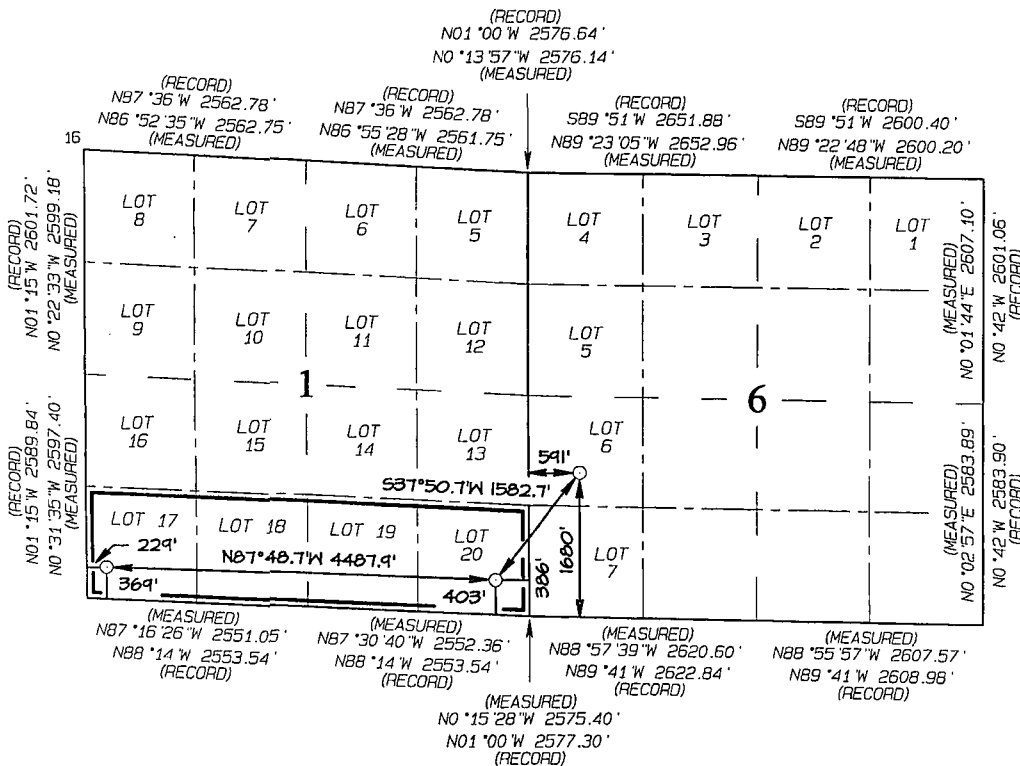 (RECORD)
N01°00'W 2576.64'
N0°13'57"W 2576.14'
(MEASURED)
(RECORD)
N87°36'W 2562.78'
N86°52'35"W 2562.75'
(MEASURED)
(RECORD)
N87°36'W 2562.78'
N86°55'28"W 2561.75'
(MEASURED)
(RECORD)
S89°51'W 2651.88'
N89°23'05"W 2652.96'
(MEASURED)
(RECORD)
S89°51'W 2600.40'
N89°22'48"W 2600.20'
(MEASURED)
16
(RECORD)
N01°15'W 2601.72'
N0°22'33"W 2599.18'
(MEASURED)
LOT
8
LOT
7
LOT
6
LOT
5
LOT
4
LOT
3
LOT
2
LOT
1
(MEASURED)
N0°01'44"E 2607.10'
N0°42'W 2601.06'
(RECORD)
LOT
9
LOT
10
LOT
11
LOT
12
LOT
5
1
6
(RECORD)
N01°15'W 2589.84'
N0°31'35"W 2597.40'
(MEASURED)
LOT
16
LOT
15
LOT
14
LOT
13
LOT
6
591'
S37°50.7'W 1582.7'
(MEASURED)
N0°02'57"E 2583.89'
N0°42'W 2583.90'
(RECORD)
LOT 17
LOT 18
LOT 19
LOT
20
229'
N87°48.7'W 4487.9'
386'
1680'
LOT
7
369'
403'
(MEASURED)
N87°16'26"W 2551.05'
N88°14'W 2553.54'
(RECORD)
(MEASURED)
N87°30'40"W 2552.36'
N88°14'W 2553.54'
(RECORD)
(MEASURED)
N88°57'39"W 2620.60'
N89°41'W 2622.84'
(RECORD)
(MEASURED)
N88°55'57"W 2607.57'
N89°41'W 2608.98'
(RECORD)
(MEASURED)
N0°15'28"W 2575.40'
N01°00'W 2577.30'
(RECORD)